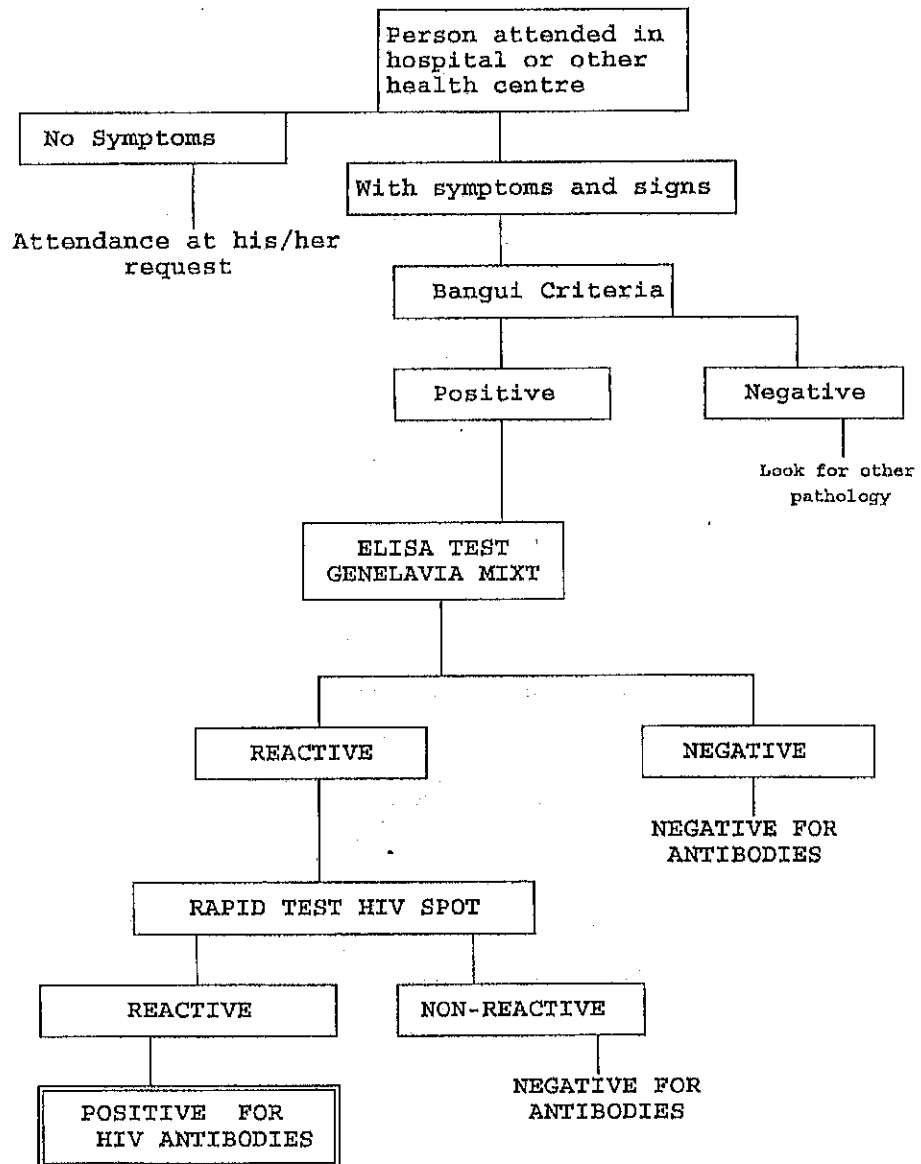 Person attended in
hospital or other
health centre
No Symptoms
With symptoms and signs
Attendance at his/her
request
Bangui Criteria
Positive
Negative
Look for other
pathology
ELISA TEST
GENELAVIA MIXT
REACTIVE
NEGATIVE
NEGATIVE FOR
ANTIBODIES
RAPID TEST HIV SPOT
REACTIVE
NON-REACTIVE
NEGATIVE FOR
ANTIBODIES
POSITIVE FOR
HIV ANTIBODIES